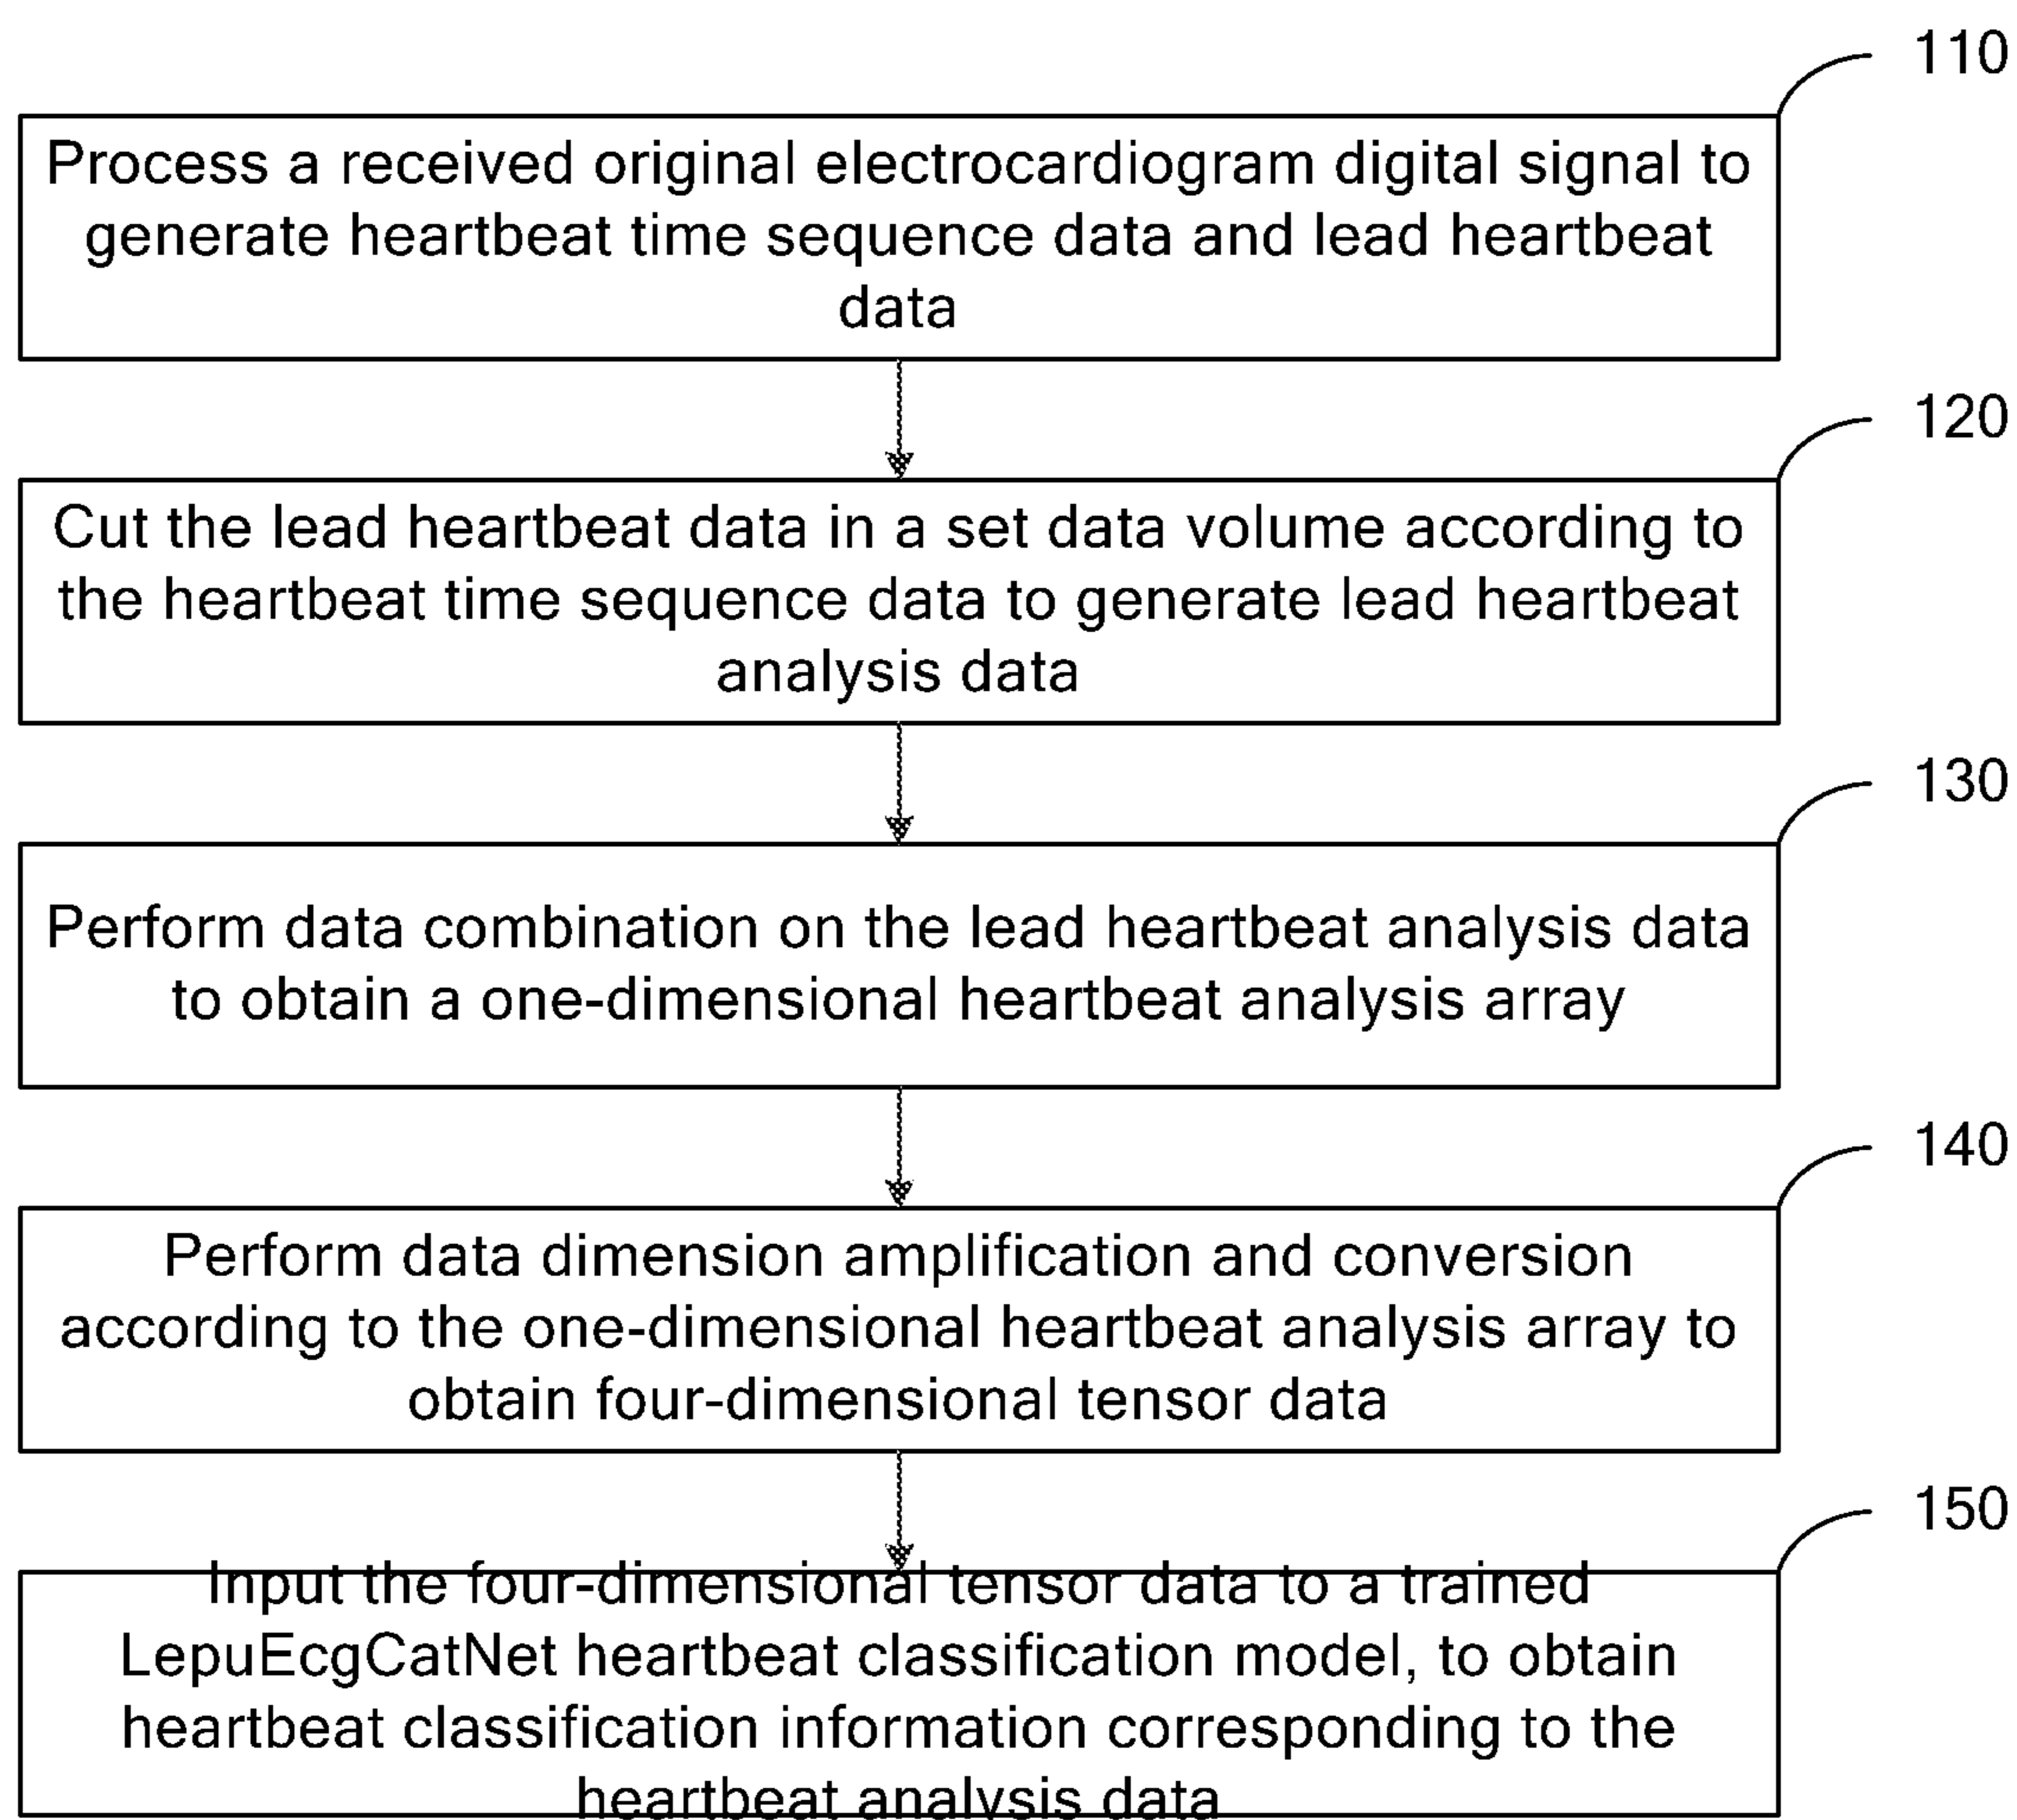 110
Process a received original electrocardiogram digital signal to
generate heartbeat time sequence data and lead heartbeat
data
120
Cut the lead heartbeat data in a set data volume according to
the heartbeat time sequence data to generate lead heartbeat
analysis data
130
Perform data combination on the lead heartbeat analysis data
to obtain a one-dimensional heartbeat analysis array
140
Perform data dimension amplification and conversion
according to the one-dimensional heartbeat analysis array to
obtain four-dimensional tensor data
150
Input the four-dimensional tensor data to a trained
LepuEcgCatNet heartbeat classification model, to obtain
heartbeat classification information corresponding to the
heartbeat analysis data